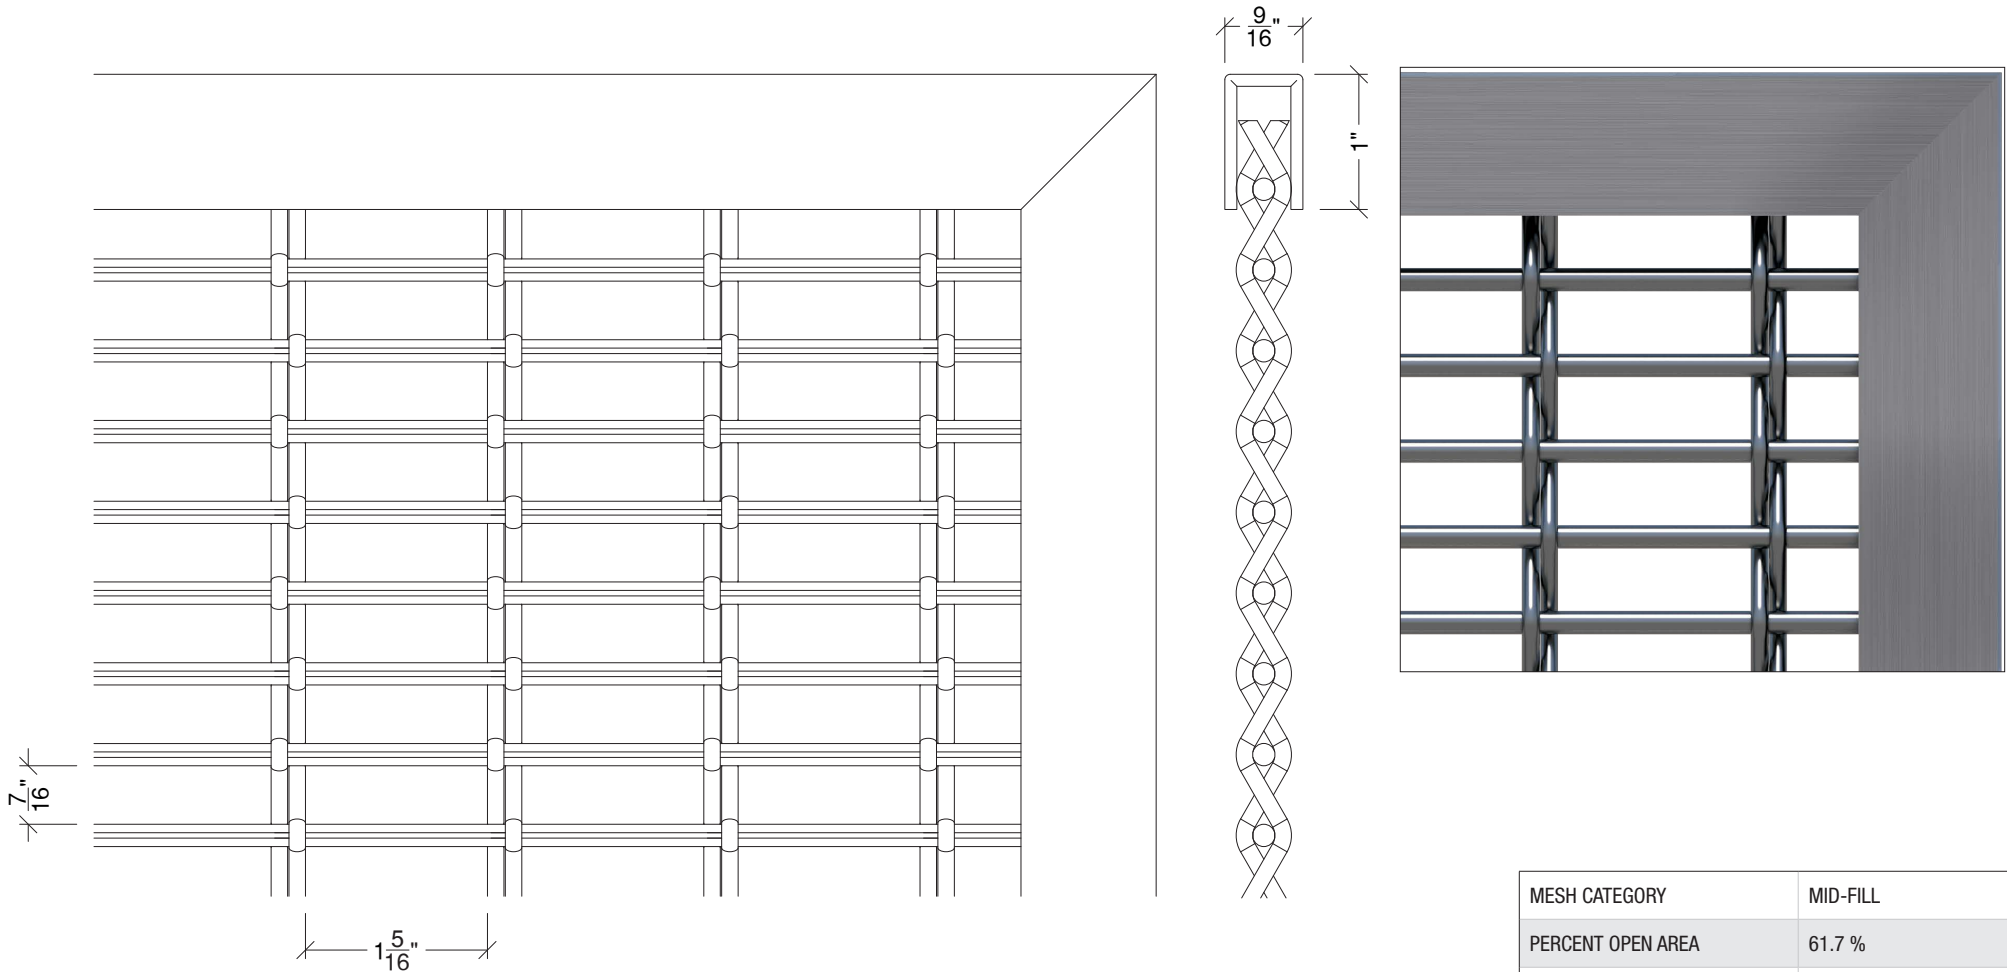 9/16"
1"
7/16"
1 5/16"
MESH CATEGORY MID-FILL
PERCENT OPEN AREA 61.7 %